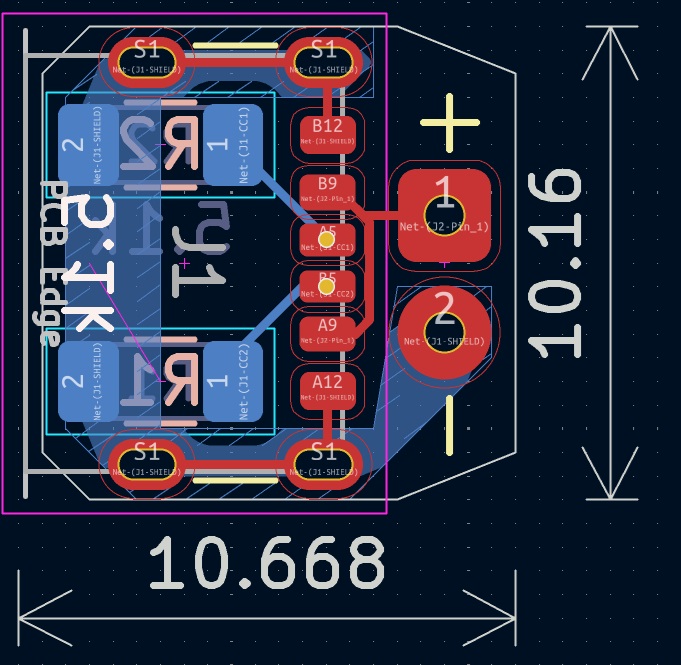 S1
Net-(J1-SHIELD)
S1
Net-(J1-SHIELD)
B12
Net-(J1-SHIELD)
2
Net-(J1-SHIELD)
R2
1
Net-(J1-CC1)
B9
Net-(J2-Pin_1)
1
Net-(J2-Pin_1)
A5
Net-(J1-CC1)
PCB Edge
5.1K
5.1K
J1
B5
Net-(J1-CC2)
A9
Net-(J2-Pin_1)
2
Net-(J1-SHIELD)
2
Net-(J1-SHIELD)
R1
1
Net-(J1-CC2)
A12
Net-(J1-SHIELD)
S1
Net-(J1-SHIELD)
S1
Net-(J1-SHIELD)
10.16
10.668